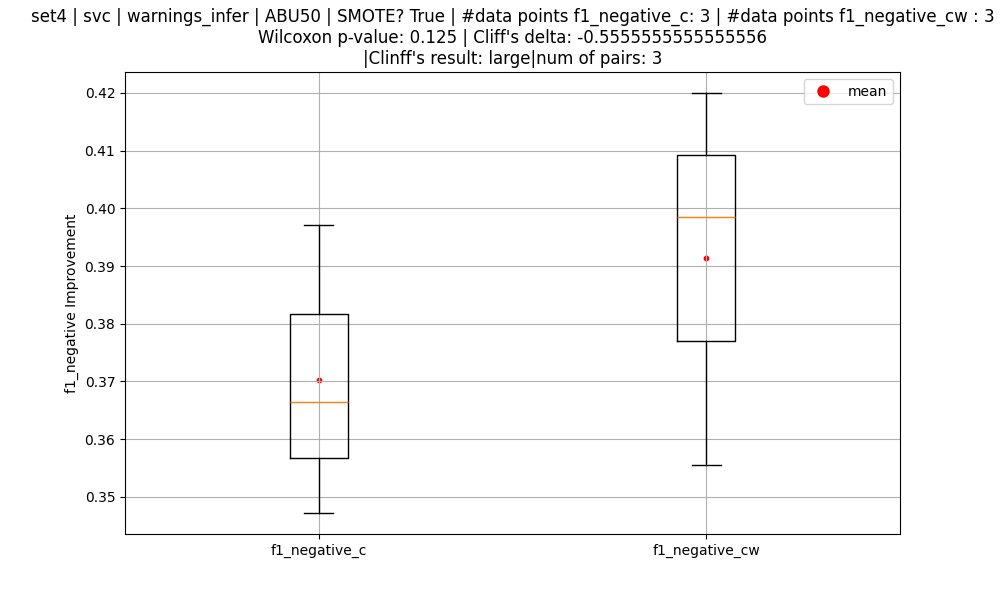 set4 | svc | warnings_infer | ABU50 | SMOTE? True | #data points f1_negative_c: 3 | #data points f1_negative_cw : 3
Wilcoxon p-value: 0.125 | Cliff's delta: -0.5555555555555556
|Clinff's result: large|num of pairs: 3
mean
0.42
0.41
0.40
0.39
0.38
0.37
0.36
0.35
f1_negative Improvement
f1_negative_c
f1_negative_cw